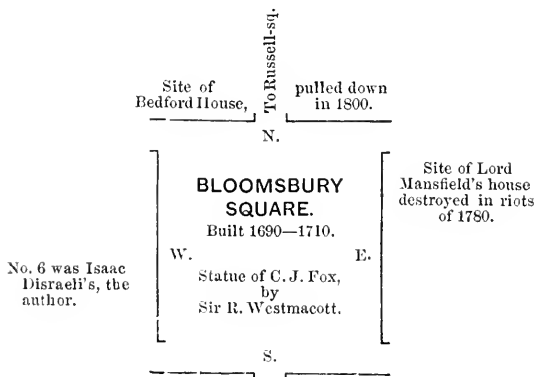 To Russell-sq.
Site of
Bedford House,
pulled down
in 1800.
N.
BLOOMSBURY
SQUARE.
Built 1690—1710.
W.
E.
Statue of C. J. Fox,
by
Sir R. Westmacott.
Site of Lord
Mansfield's house
destroyed in riots
of 1780.
No. 6 was Isaac
Disraeli's, the
author.
S.